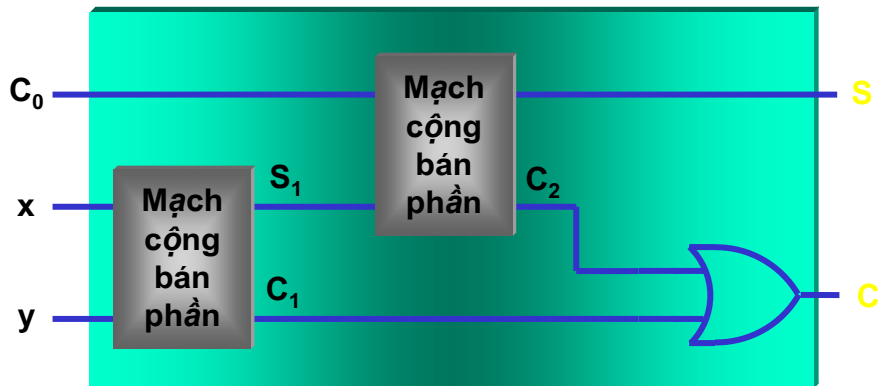 C₀
x
y
Mạch
cộng
bán
phần
S₁
C₁
Mạch
cộng
bán
phần
C₂
S
C